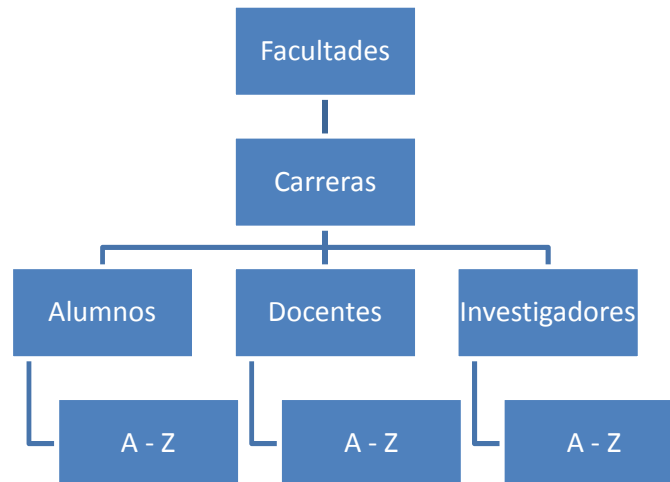 Facultades
Carreras
Alumnos
Docentes
Investigadores
A - Z
A - Z
A - Z